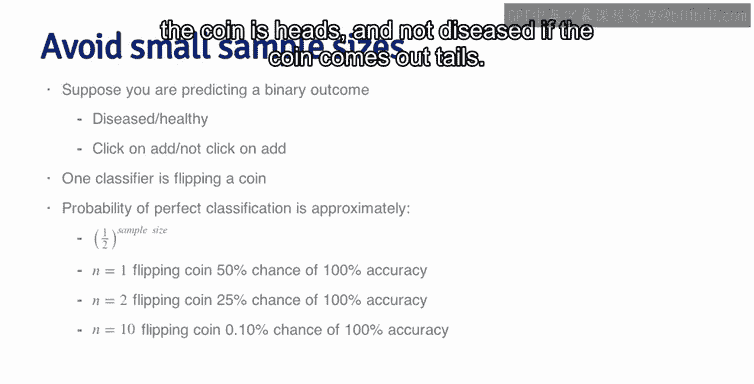 the coin is heads, and not diseased if the
coin comes out tails.
Avoid small sample sizes
· Suppose you are predicting a binary outcome
- Diseased/healthy
- Click on add/not click on add
· One classifier is flipping a coin
· Probability of perfect classification is approximately:
- (1/2)^sample size
- n = 1 flipping coin 50% chance of 100% accuracy
- n = 2 flipping coin 25% chance of 100% accuracy
- n = 10 flipping coin 0.10% chance of 100% accuracy